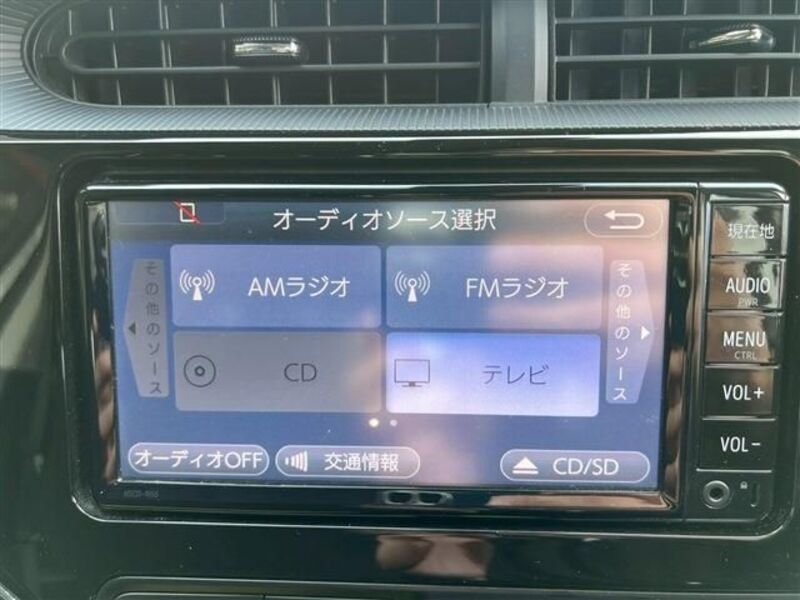 オーディオソース選択
その他のソース
AMラジオ
FMラジオ
その他のソース
CD
テレビ
オーディオOFF
交通情報
CD/SD
現在地
AUDIO
PWR
MENU
CTRL
VOL+
VOL-